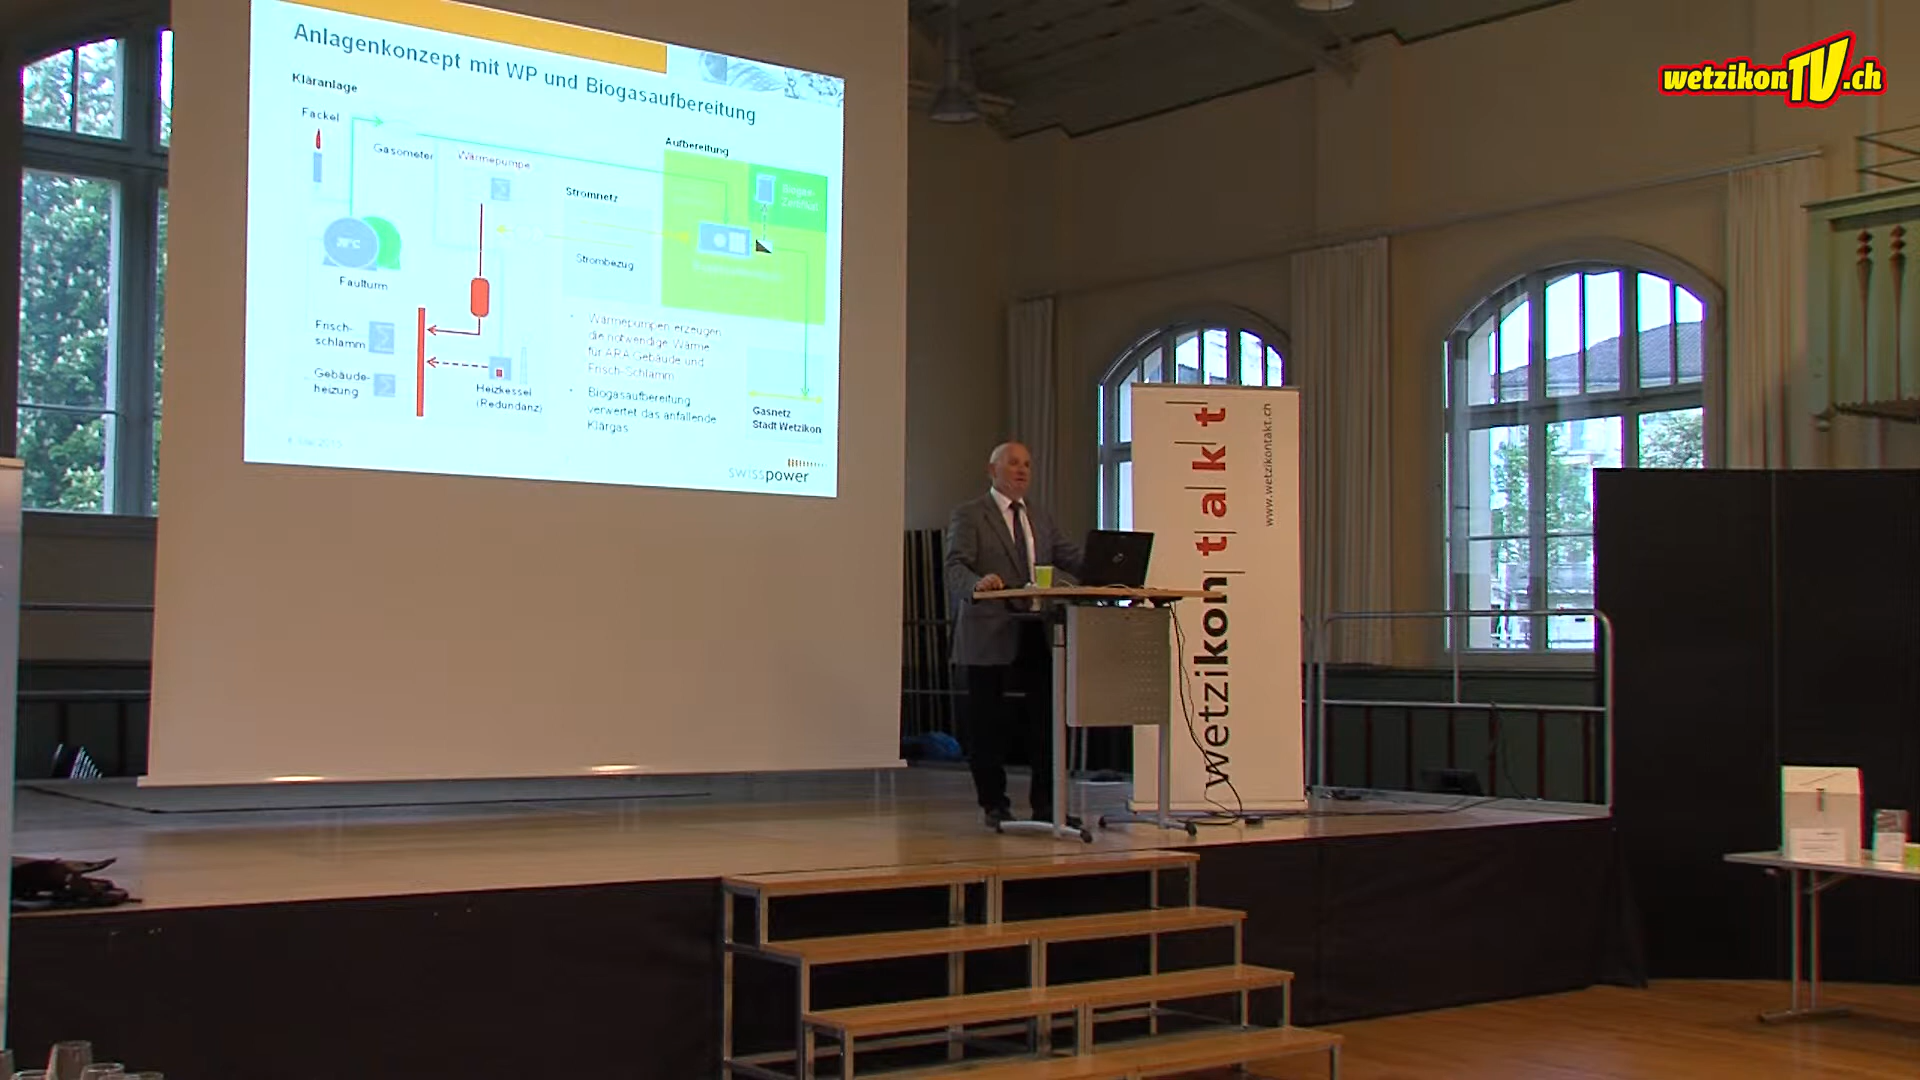 Anlagenkonzept mit WP und Biogasaufbereitung
Kläranlage
Fackel
Gasometer
Wärmepumpe
Aufbereitung
Stromnetz
Strombezug
Faulturm
Frisch-
schlamm
Gebäude-
heizung
Heizkessel
(Redundanz)
Wärmepumpen erzeugen
die notwendige Wärme
für ARA Gebäude und
Frisch-Schlamm
Biogasaufbereitung
verwertet das anfallende
Klärgas
Gasnetz
Stadt Wetzikon
swisspower
wetzikontakt
www.wetzikontakt.ch
wetzikonTV.ch